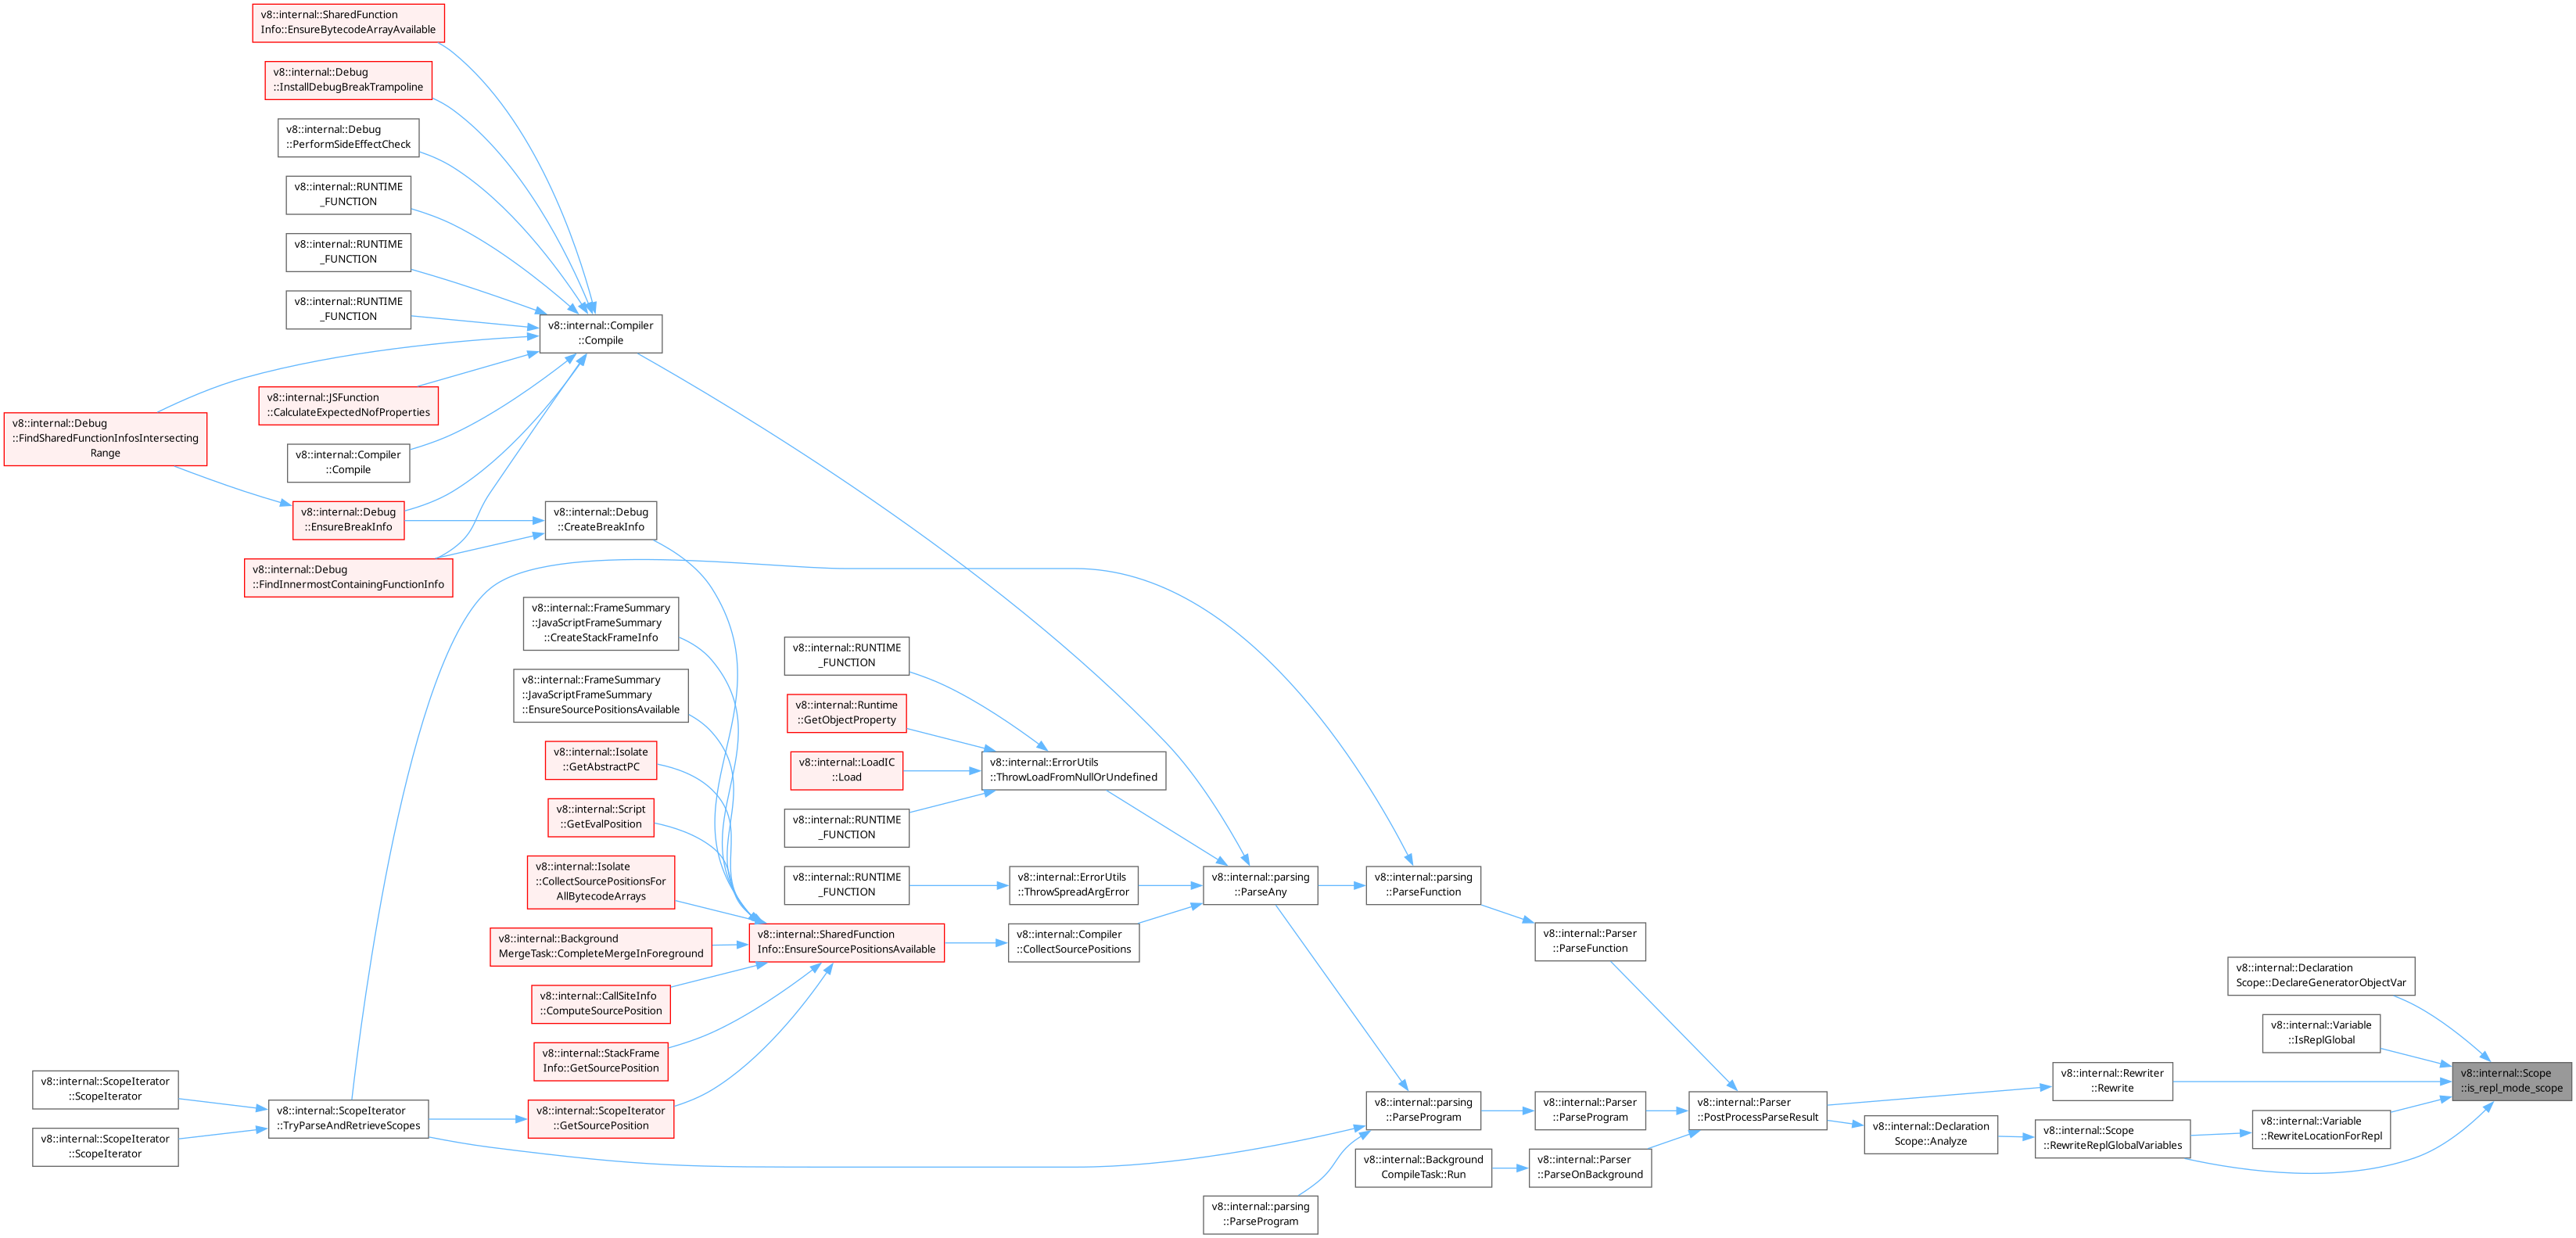 v8::internal::SharedFunction
Info::EnsureBytecodeArrayAvailable
v8::internal::Debug
::InstallDebugBreakTrampoline
v8::internal::Debug
::PerformSideEffectCheck
v8::internal::RUNTIME
_FUNCTION
v8::internal::RUNTIME
_FUNCTION
v8::internal::RUNTIME
_FUNCTION
v8::internal::Compiler
::Compile
v8::internal::JSFunction
::CalculateExpectedNofProperties
v8::internal::Debug
::FindSharedFunctionInfosIntersecting
Range
v8::internal::Compiler
::Compile
v8::internal::Debug
::EnsureBreakInfo
v8::internal::Debug
::CreateBreakInfo
v8::internal::Debug
::FindInnermostContainingFunctionInfo
v8::internal::FrameSummary
::JavaScriptFrameSummary
::CreateStackFrameInfo
v8::internal::FrameSummary
::JavaScriptFrameSummary
::EnsureSourcePositionsAvailable
v8::internal::Isolate
::GetAbstractPC
v8::internal::Script
::GetEvalPosition
v8::internal::Isolate
::CollectSourcePositionsFor
AllBytecodeArrays
v8::internal::Background
MergeTask::CompleteMergeInForeground
v8::internal::CallSiteInfo
::ComputeSourcePosition
v8::internal::StackFrame
Info::GetSourcePosition
v8::internal::ScopeIterator
::GetSourcePosition
v8::internal::ScopeIterator
::ScopeIterator
v8::internal::ScopeIterator
::ScopeIterator
v8::internal::ScopeIterator
::TryParseAndRetrieveScopes
v8::internal::RUNTIME
_FUNCTION
v8::internal::Runtime
::GetObjectProperty
v8::internal::LoadIC
::Load
v8::internal::RUNTIME
_FUNCTION
v8::internal::RUNTIME
_FUNCTION
v8::internal::SharedFunction
Info::EnsureSourcePositionsAvailable
v8::internal::ErrorUtils
::ThrowLoadFromNullOrUndefined
v8::internal::ErrorUtils
::ThrowSpreadArgError
v8::internal::Compiler
::CollectSourcePositions
v8::internal::parsing
::ParseAny
v8::internal::parsing
::ParseFunction
v8::internal::Parser
::ParseFunction
v8::internal::parsing
::ParseProgram
v8::internal::Parser
::ParseProgram
v8::internal::Background
CompileTask::Run
v8::internal::Parser
::ParseOnBackground
v8::internal::parsing
::ParseProgram
v8::internal::Parser
::PostProcessParseResult
v8::internal::Declaration
Scope::Analyze
v8::internal::Rewriter
::Rewrite
v8::internal::Scope
::RewriteReplGlobalVariables
v8::internal::Declaration
Scope::DeclareGeneratorObjectVar
v8::internal::Variable
::IsReplGlobal
v8::internal::Variable
::RewriteLocationForRepl
v8::internal::Scope
::is_repl_mode_scope